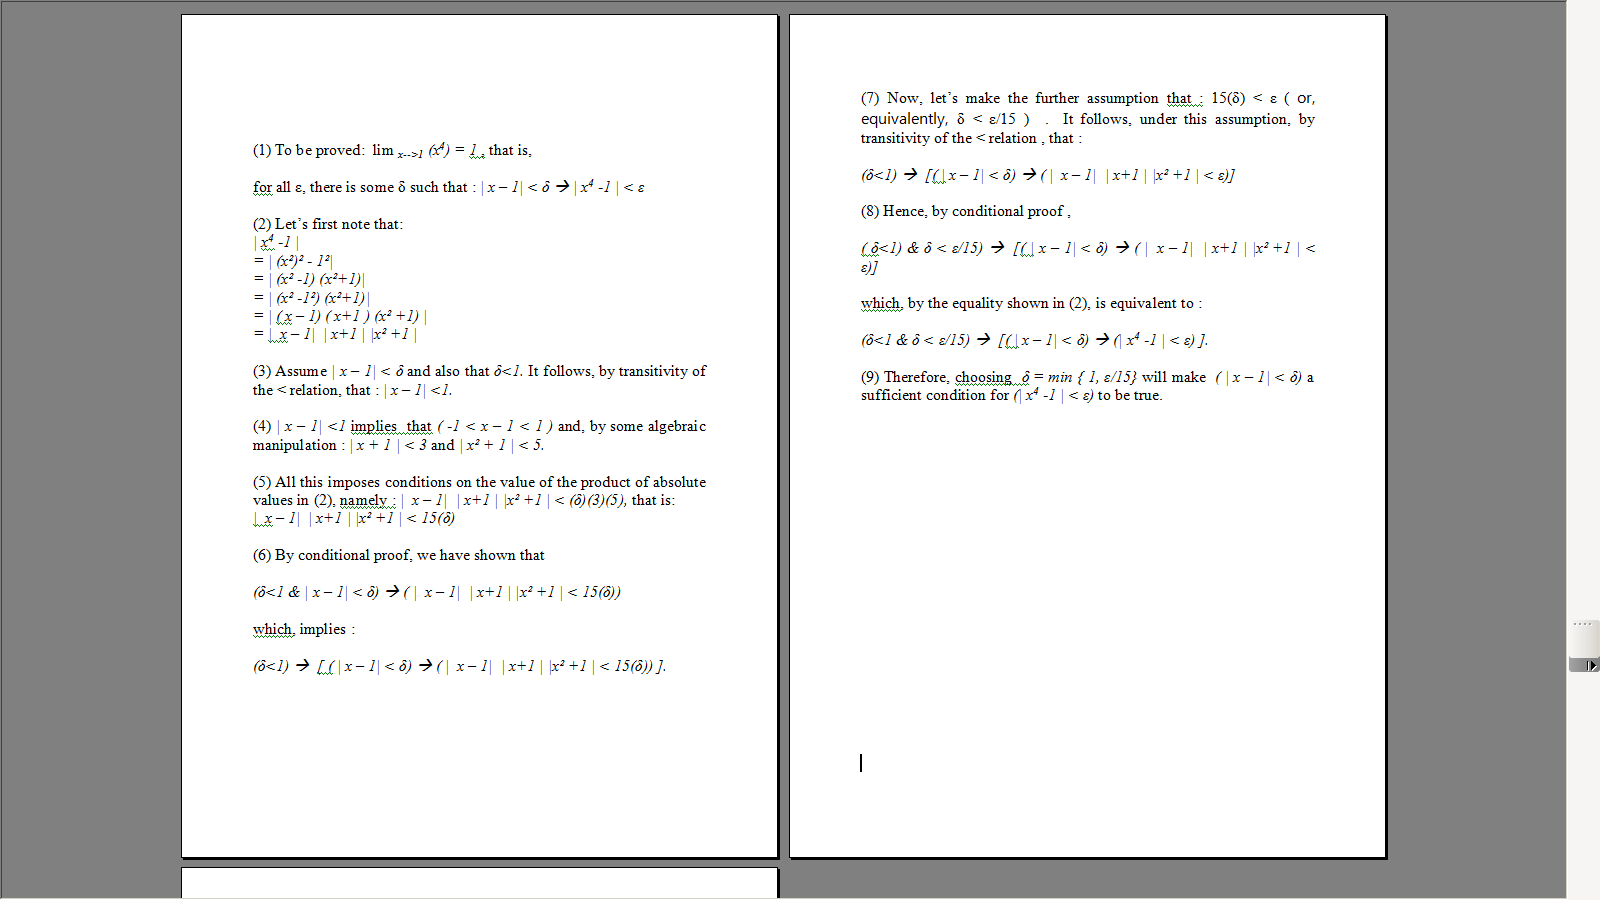 (1) To be proved: lim x-->1 (x⁴) = 1 , that is,
for all ε, there is some δ such that : | x – 1| < δ → | x⁴ -1 | < ε
(2) Let’s first note that:
| x⁴ -1 |
= | (x²)² - 1²|
= | (x² -1) (x²+1)|
= | (x² -1²) (x²+1)|
= | ( x – 1) ( x+1 ) (x² +1) |
= | x – 1| | x+1 | |x² +1 |
(3) Assume | x – 1| < δ and also that δ<1. It follows, by transitivity of
the < relation, that : | x – 1| <1.
(4) | x – 1| <1 implies that ( -1 < x – 1 < 1 ) and, by some algebraic
manipulation : | x + 1 | < 3 and | x² + 1 | < 5.
(5) All this imposes conditions on the value of the product of absolute
values in (2), namely : | x – 1| | x+1 | |x² +1 | < (δ)(3)(5), that is:
| x – 1| | x+1 | |x² +1 | < 15(δ)
(6) By conditional proof, we have shown that
(δ<1 & | x – 1| < δ) → ( | x – 1| | x+1 | |x² +1 | < 15(δ))
which, implies :
(δ<1) → [ ( | x – 1| < δ) → ( | x – 1| | x+1 | |x² +1 | < 15(δ)) ].
(7) Now, let’s make the further assumption that : 15(δ) < ε ( or,
equivently, δ < ε/15 ) . It follows, under this assumption, by
transitivity of the < relation , that :
(δ<1) → [( | x – 1| < δ) → ( | x – 1| | x+1 | |x² +1 | < ε)]
(8) Hence, by conditional proof ,
( δ<1) & δ < ε/15) → [( | x – 1| < δ) → ( | x – 1| | x+1 | |x² +1 | <
ε)]
which, by the equality shown in (2), is equivalent to :
(δ<1 & δ < ε/15) → [( | x – 1| < δ) → (| x⁴ -1 | < ε) ].
(9) Therefore, choosing δ = min { 1, ε/15} will make ( | x – 1| < δ) a
sufficient condition for (| x⁴ -1 | < ε) to be true.